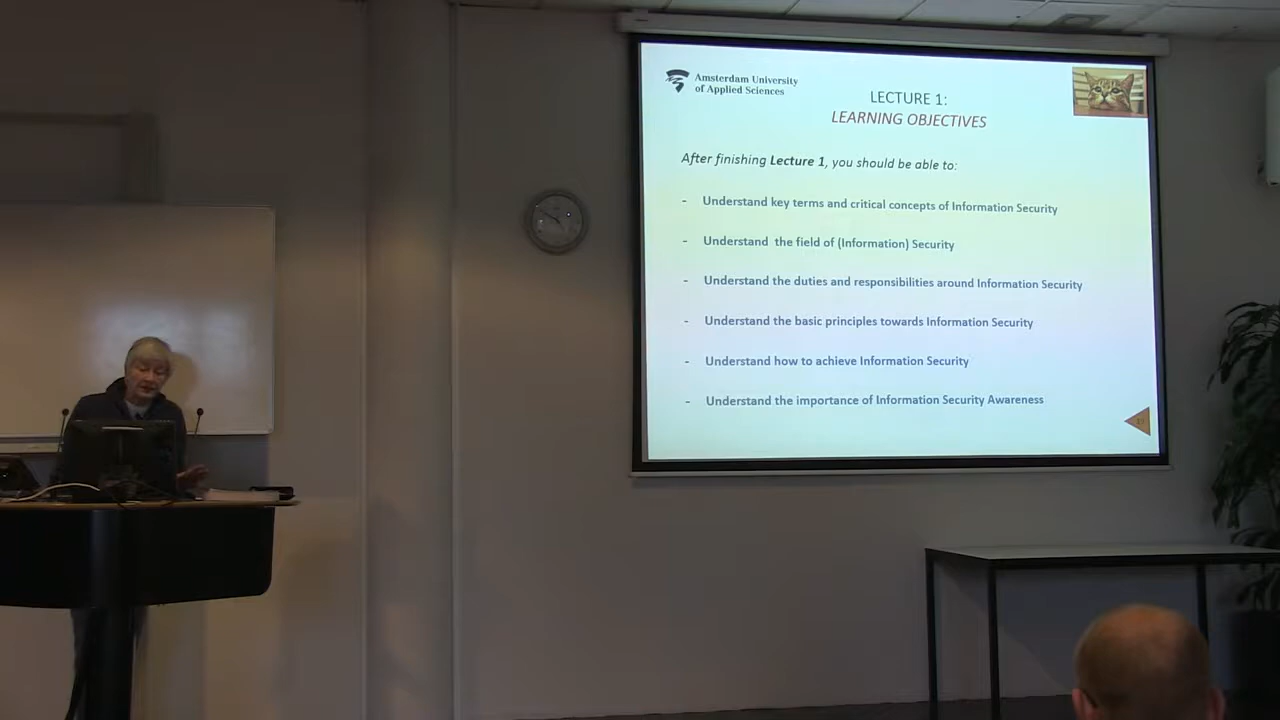 Amsterdam University
of Applied Sciences
LECTURE 1:
LEARNING OBJECTIVES
After finishing Lecture 1, you should be able to:
- Understand key terms and critical concepts of Information Security
- Understand the field of (Information) Security
- Understand the duties and responsibilities around Information Security
- Understand the basic principles towards Information Security
- Understand how to achieve Information Security
- Understand the importance of Information Security Awareness